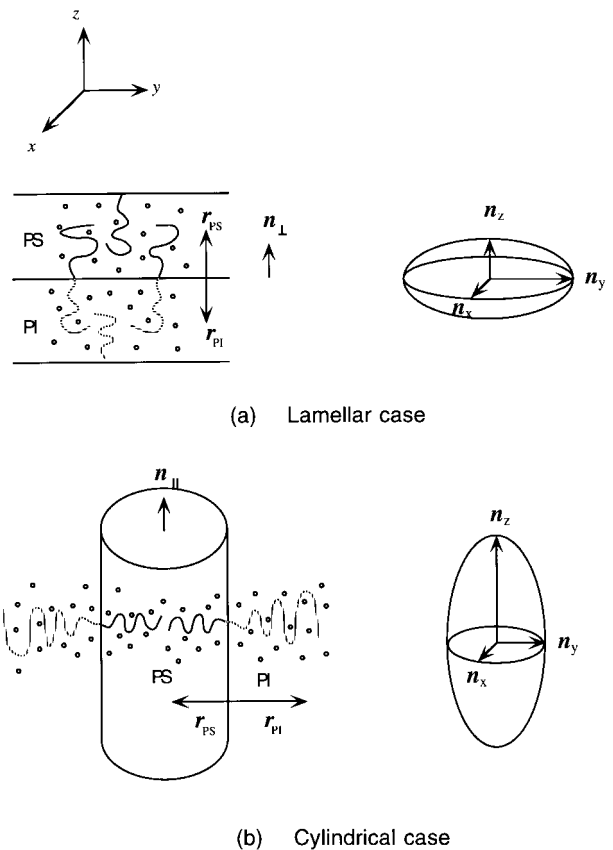 z
y
x
PS
r_PS
n_⊥
PI
r_PI
n_z
n_y
n_x
(a) Lamellar case
n_||
PS
PI
r_PS
r_PI
n_z
n_y
n_x
(b) Cylindrical case